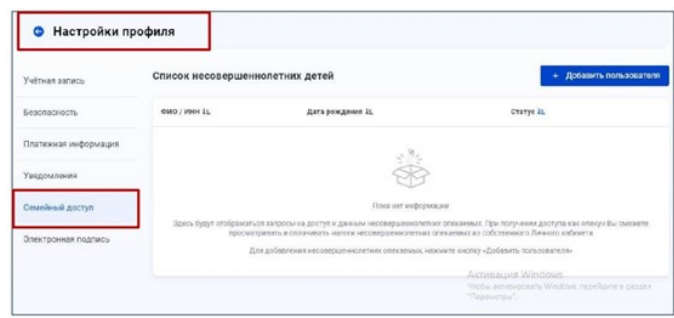 Настройки профиля
Учётная запись
Безопасность
Платежная информация
Уведомления
Семейный доступ
Электронная подпись
Список несовершеннолетних детей
+ Добавить пользователя
ФИО / ИНН
Дата рождения
Статус
Пока нет информации
Здесь будут отображаться запросы на доступ к данным несовершеннолетних опекаемых. При получении доступа как опекун Вы сможете
просматривать и оплачивать налоги несовершеннолетних опекаемых из собственного Личного кабинета
Для добавления несовершеннолетних опекаемых, нажмите кнопку «Добавить пользователя»
Активация Windows
Чтобы активировать Windows, перейдите в раздел
"Параметры".